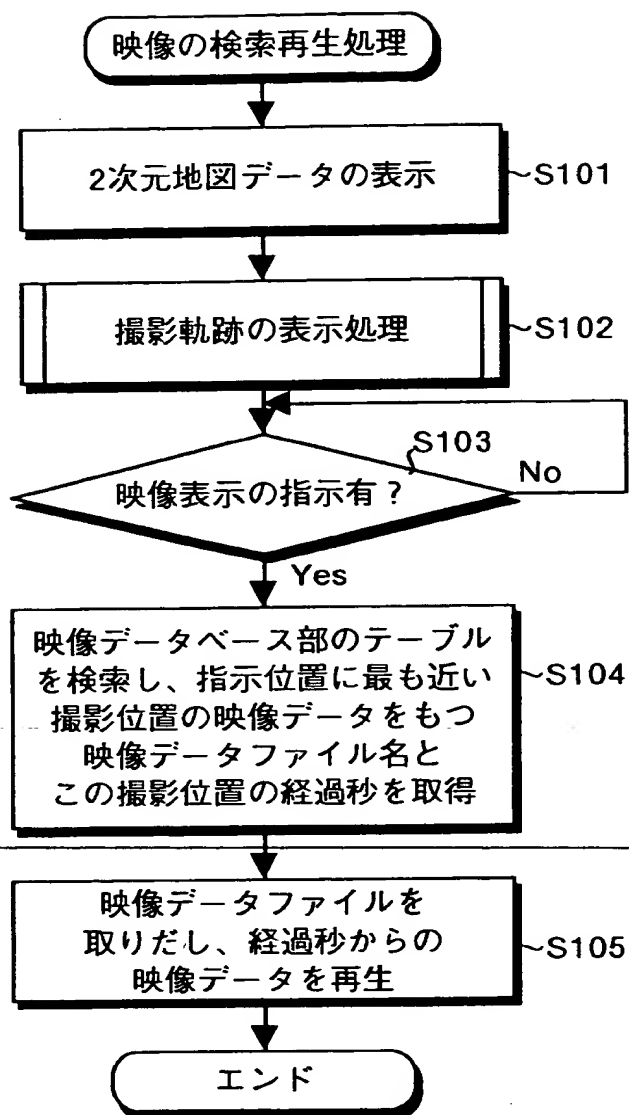 映像の検索再生処理
2次元地図データの表示
S101
撮影軌跡の表示処理
S102
S103
映像表示の指示有？
No
Yes
映像データベース部のテーブル
を検索し、指示位置に最も近い
撮影位置の映像データをもつ
映像データファイル名と
この撮影位置の経過秒を取得
S104
映像データファイルを
取りだし、経過秒からの
映像データを再生
S105
エンド